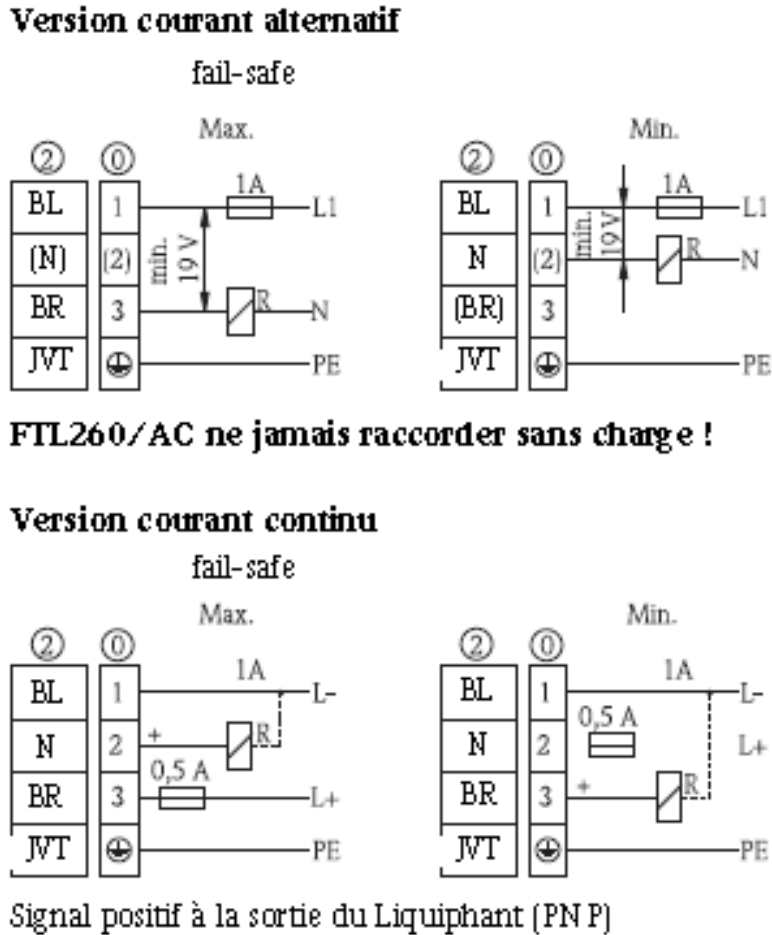 Version courant alternatif
fail-safe
Max. Min.
2 0 2 0
BL 1 1A L1 BL 1 1A L1
min. 19 V min. 19 V
(N) (2) N (2) R N
BR 3 R N (BR) 3
JVT PE JVT PE
FTL260/AC ne jamais raccorder sans charge !
Version courant continu
fail-safe
Max. Min.
2 0 2 0
1A 1A
BL 1 L- BL 1 L-
0,5 A
N 2 + R N 2 L+
0,5 A
BR 3 L+ BR 3 + R
JVT PE JVT PE
Signal positif à la sortie du Liquiphant (PNP)